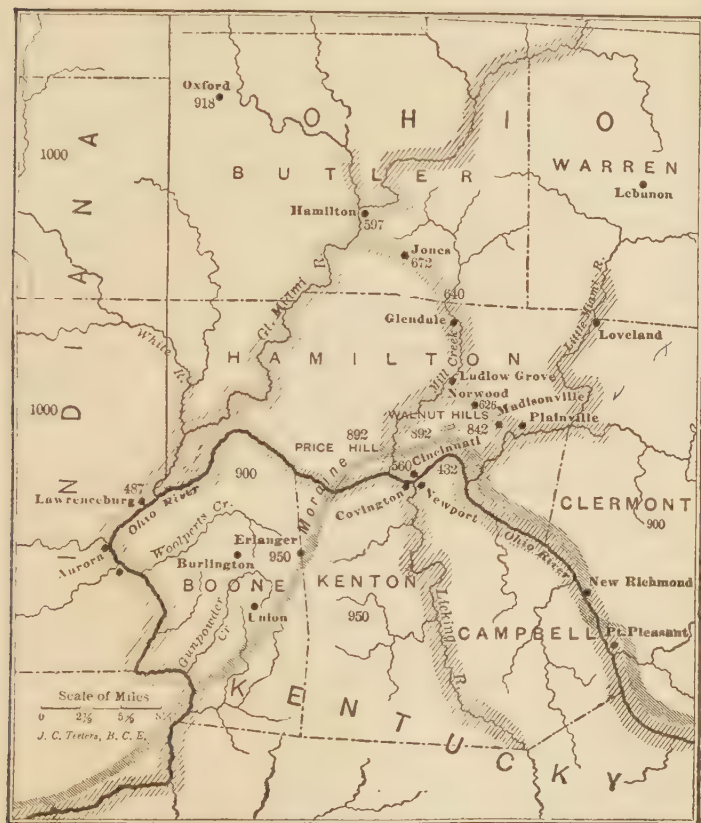 Oxford
918
OHIO
1000
INDIANA
BUTLER
WARREN
Lebanon
Hamilton
597
Jones
672
Gt. Miami R.
640
Little Miami R.
Glendale
Mill Creek
Loveland
White R.
HAMILTON
Ludlow Grove
Norwood
625
WALNUT HILLS
Madisonville
1000
892
892
842
Plainville
PRICE HILL
Moraine
Cincinnati
487
900
560
432
Lawrenceburg
Ohio River
Covington
Newport
CLERMONT
900
Woolperts Cr.
Aurora
Erlanger
950
Burlington
Ohio River
BOONE
KENTON
New Richmond
Union
950
Gunpowder Cr
Licking R.
CAMPBELL
Pt. Pleasant
KENTUCKY
Scale of Miles
0 2½ 5
J. C. Teeters, B. C. E.